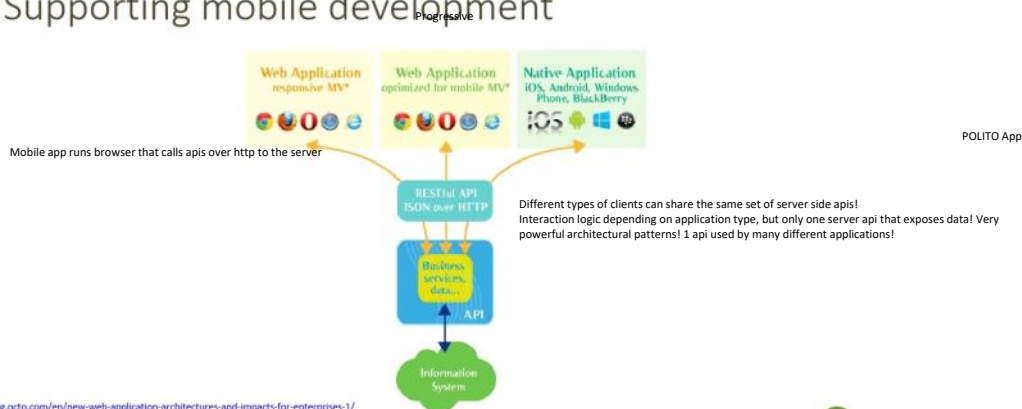 Supporting mobile development
Progressive
Web Application
responsive MV*
Web Application
optimized for mobile MV*
Native Application
iOS, Android, Windows
Phone, BlackBerry
iOS
POLITO App
Mobile app runs browser that calls apis over http to the server
RESTful API
JSON over HTTP
Different types of clients can share the same set of server side apis!
Interaction logic depending on application type, but only one server api that exposes data! Very
powerful architectural patterns! 1 api used by many different applications!
Business
services,
data...
API
Information
System
.octo.com/en/new-web-application-architectures-and-impacts-for-enterprises-1/